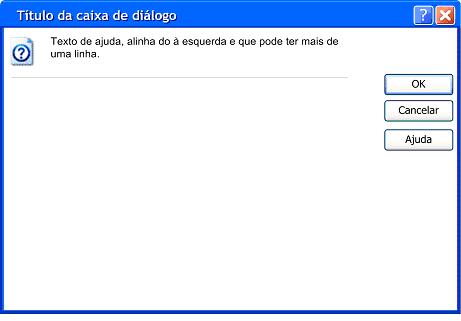 Título da caixa de diálogo
Texto de ajuda, alinha do à esquerda e que pode ter mais de
uma linha.
OK
Cancelar
Ajuda